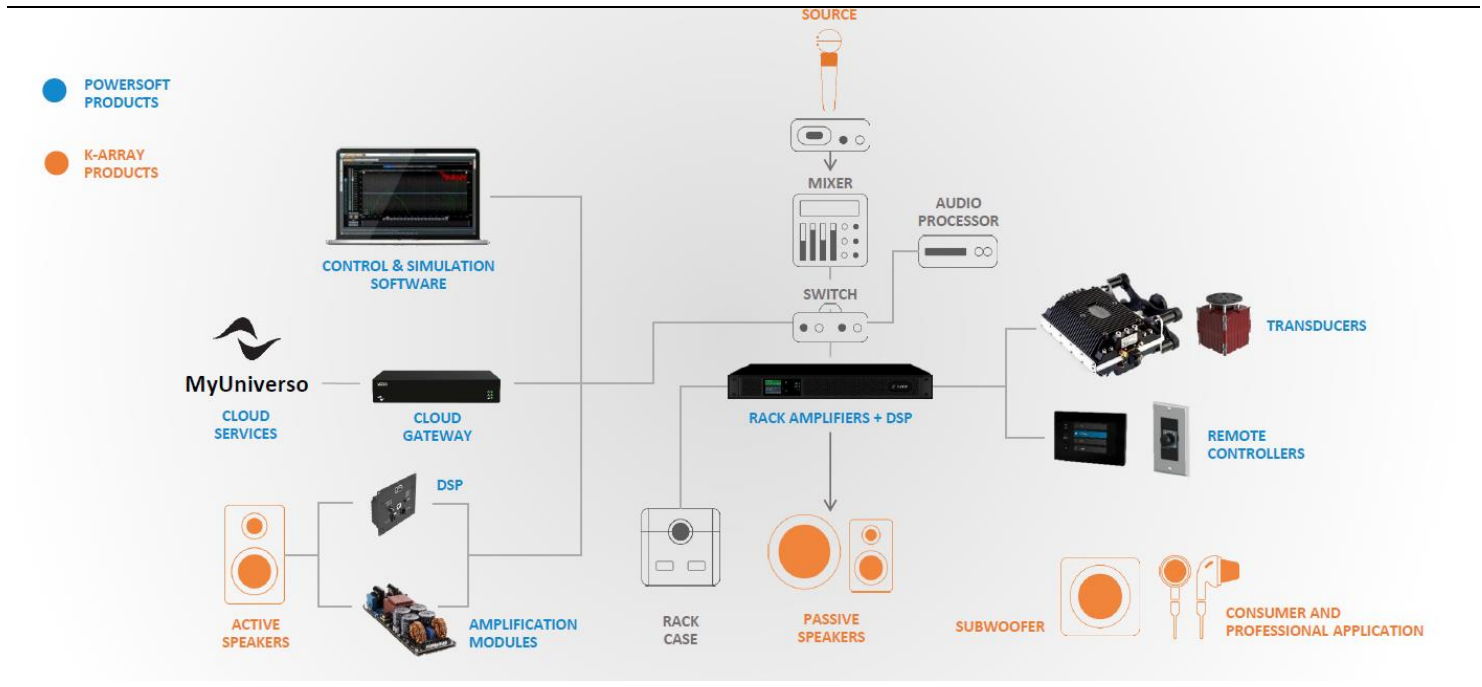 SOURCE
POWERSOFT
PRODUCTS
K-ARRAY
PRODUCTS
MIXER
AUDIO
PROCESSOR
CONTROL & SIMULATION
SOFTWARE
SWITCH
TRANSDUCERS
MyUniverso
CLOUD
SERVICES
CLOUD
GATEWAY
RACK AMPLIFIERS + DSP
REMOTE
CONTROLLERS
DSP
ACTIVE
SPEAKERS
AMPLIFICATION
MODULES
RACK
CASE
PASSIVE
SPEAKERS
SUBWOOFER
CONSUMER AND
PROFESSIONAL APPLICATION